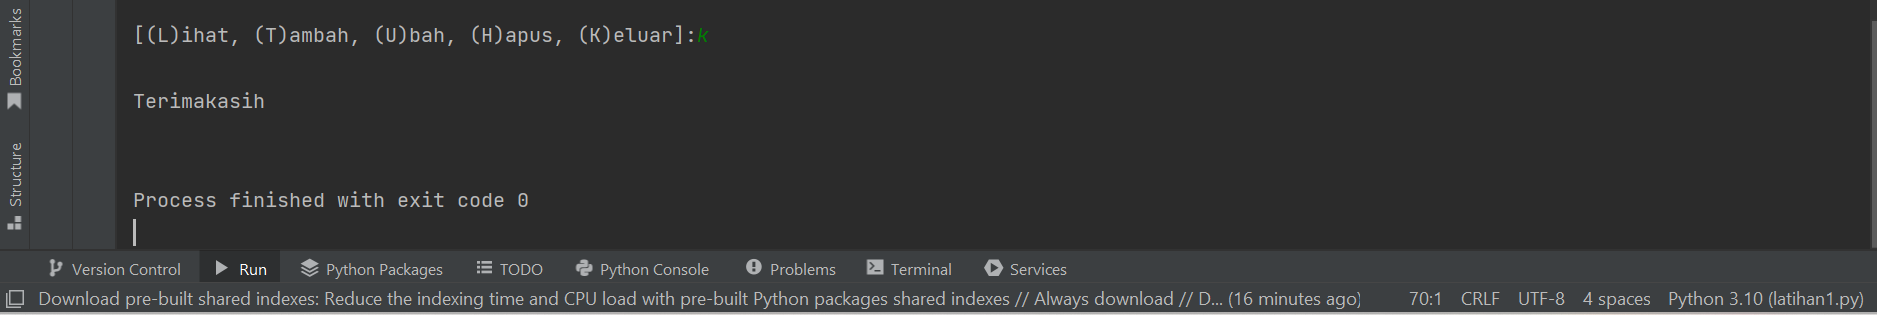 Bookmarks
Structure
[(L)ihat, (T)ambah, (U)bah, (H)apus, (K)eluar]:k
Terimakasih
Process finished with exit code 0
Version Control Run Python Packages TODO Python Console Problems Terminal Services
Download pre-built shared indexes: Reduce the indexing time and CPU load with pre-built Python packages shared indexes // Always download // D... (16 minutes ago) 70:1 CRLF UTF-8 4 spaces Python 3.10 (latihan1.py)